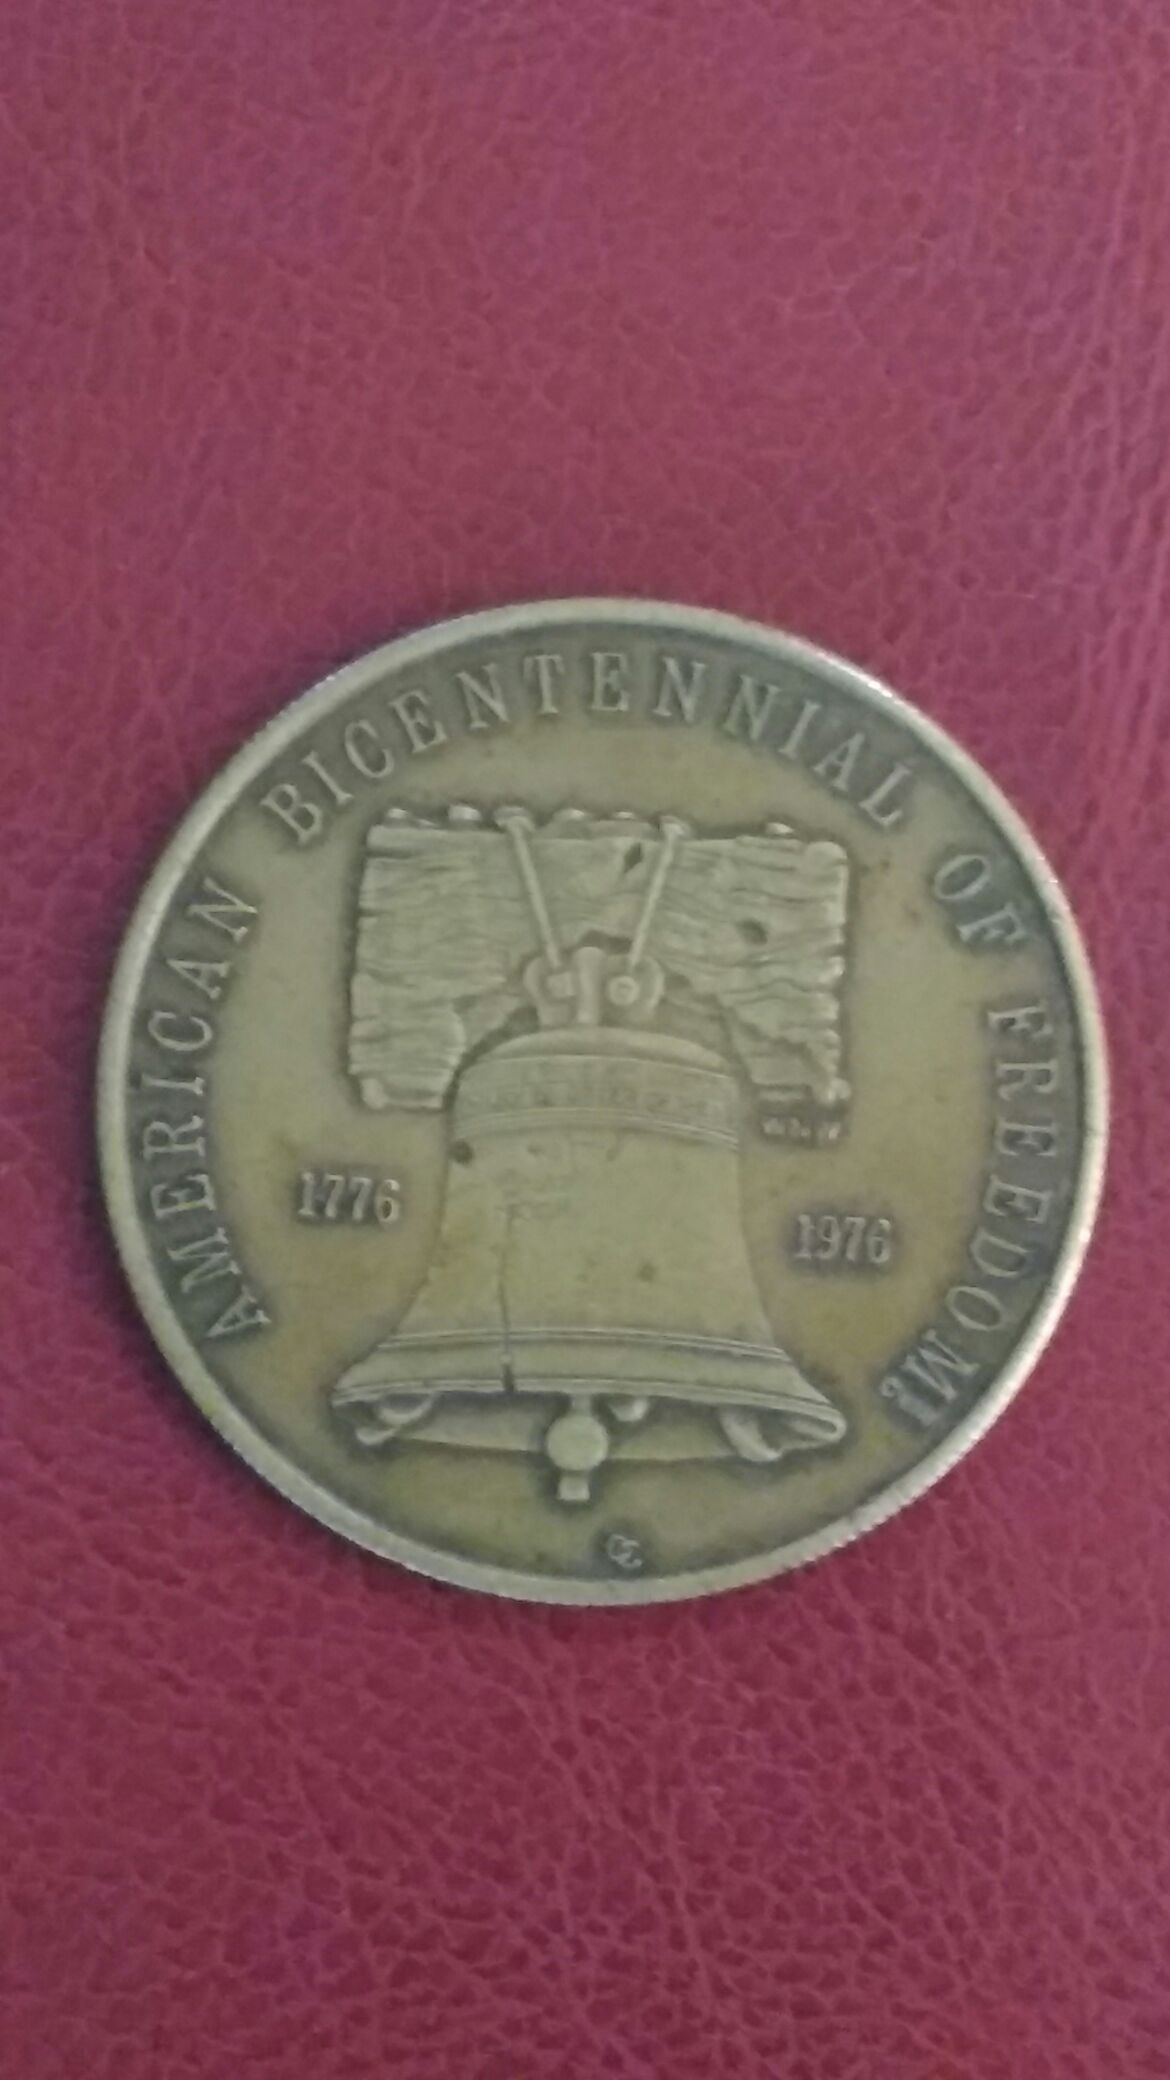 AMERICAN BICENTENNIAL OF FREEDOM!
1776
1976